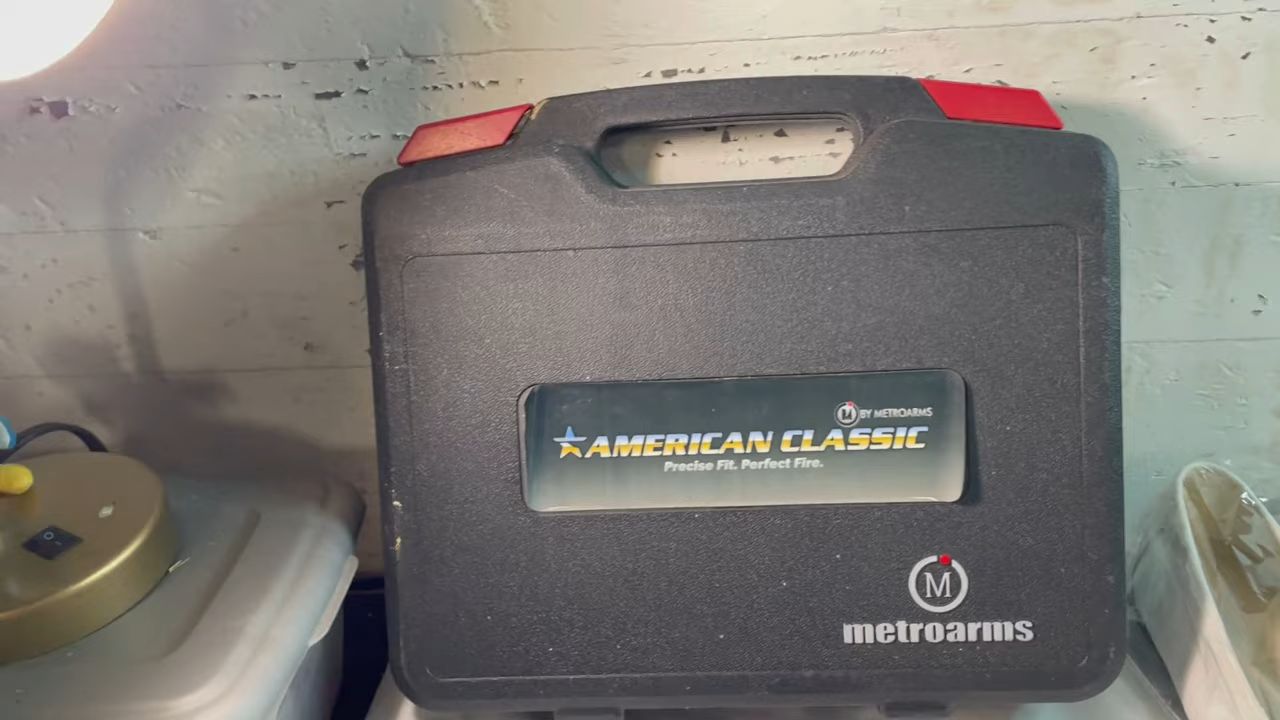 M BY METROARMS
AMERICAN CLASSIC
Precise Fit. Perfect Fire.
M
metroarms